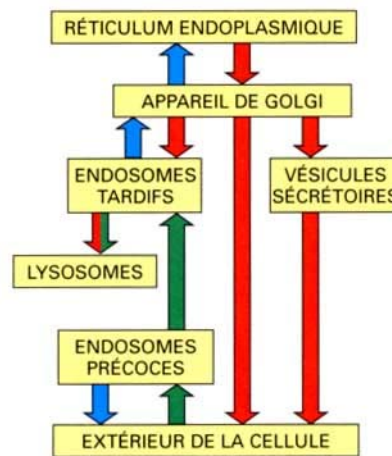 RÉTICULUM ENDOPLASMIQUE
APPAREIL DE GOLGI
ENDOSOMES
TARDIFS
VÉSICULES
SÉCRÉTOIRES
LYSOSOMES
ENDOSOMES
PRÉCOCES
EXTÉRIEUR DE LA CELLULE